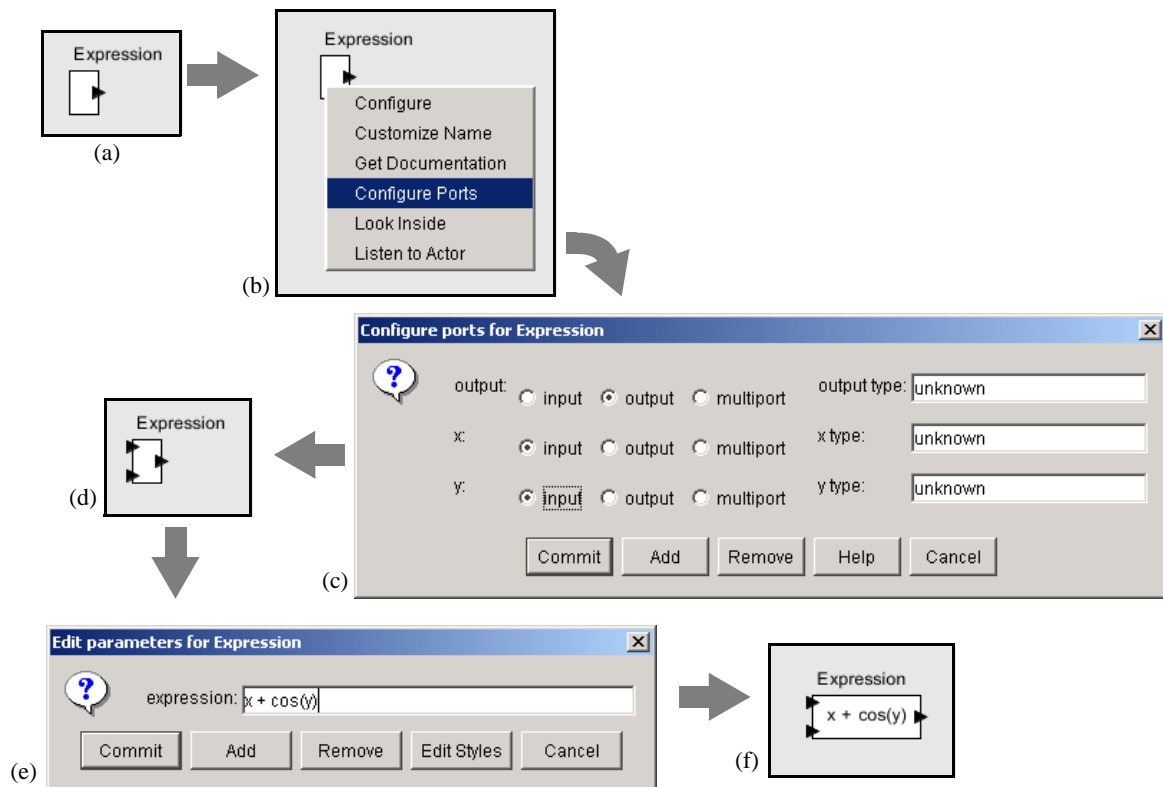 Expression
(a)
Expression
Configure
Customize Name
Get Documentation
Configure Ports
Look Inside
Listen to Actor
(b)
Configure ports for Expression
output: input output multiport output type: unknown
x: input output multiport x type: unknown
y: input output multiport y type: unknown
Commit Add Remove Help Cancel
(c)
Expression
(d)
Edit parameters for Expression
expression: x + cos(y)
Commit Add Remove Edit Styles Cancel
(e)
Expression
x + cos(y)
(f)